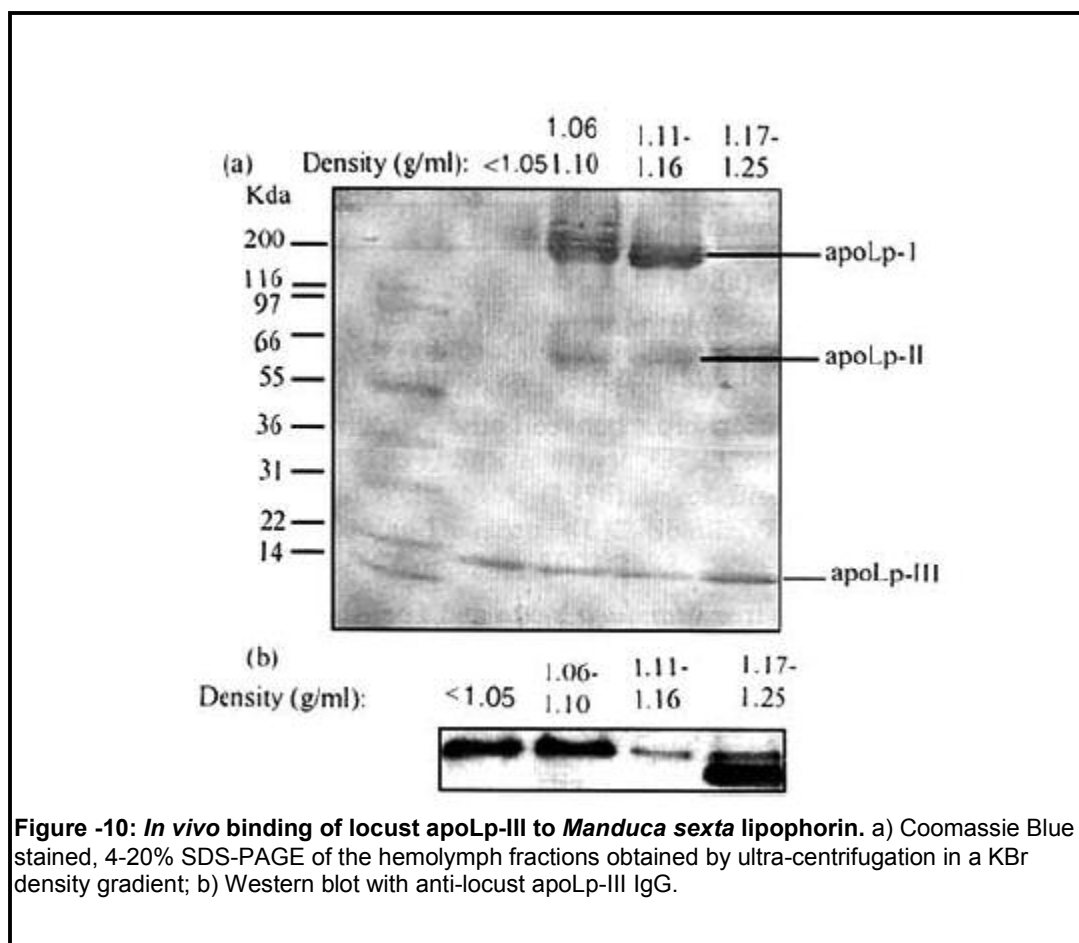 1.06
1.11-
1.17-
(a) Density (g/ml): <1.05 1.10 1.16 1.25
Kda
200
apoLp-I
116
97
66
apoLp-II
55
36
31
22
14
apoLp-III
(b)
1.06-
1.11-
1.17-
Density (g/ml): <1.05 1.10 1.16 1.25
Figure -10: In vivo binding of locust apoLp-III to Manduca sexta lipophorin. a) Coomassie Blue
stained, 4-20% SDS-PAGE of the hemolymph fractions obtained by ultra-centrifugation in a KBr
density gradient; b) Western blot with anti-locust apoLp-III IgG.